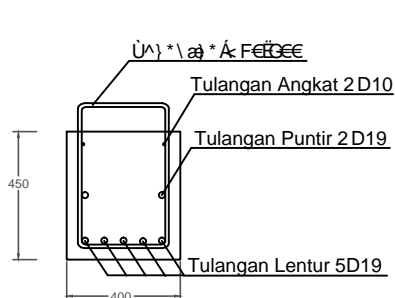 Tulangan Angkat 2 D10
Tulangan Puntir 2 D19
450
Tulangan Lentur 5D19
400